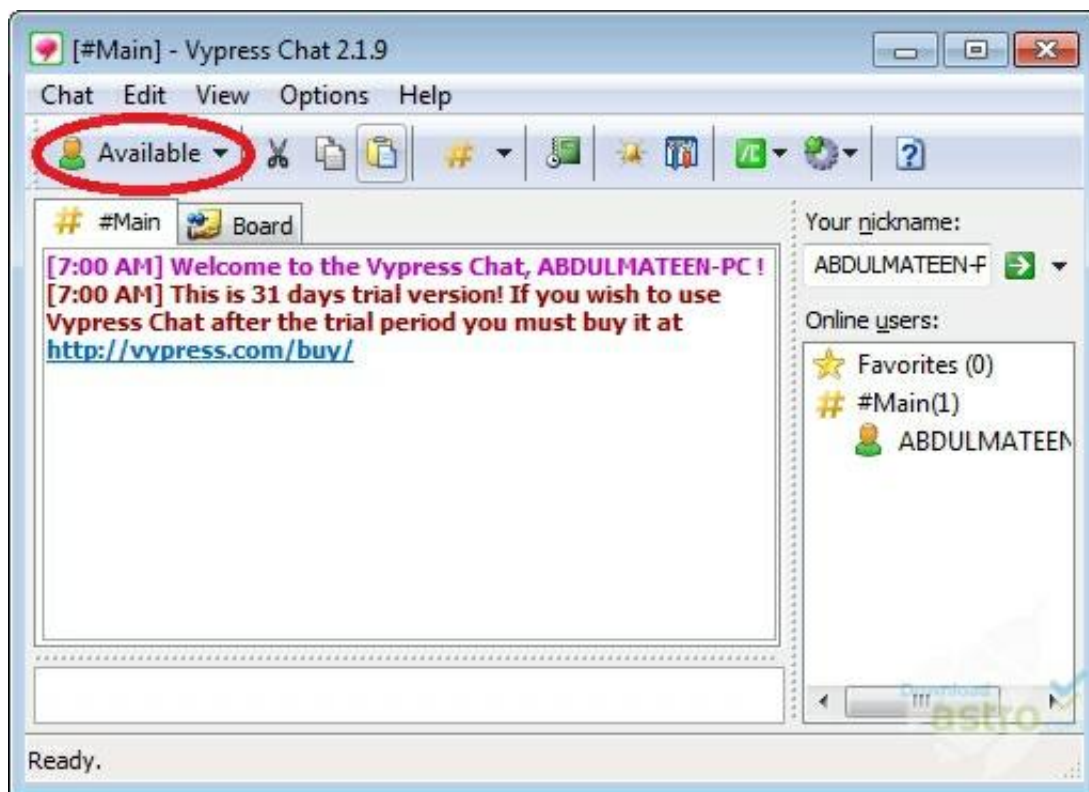 [#Main] - Vypress Chat 2.1.9
Chat Edit View Options Help
Available
# #Main Board
[7:00 AM] Welcome to the Vypress Chat, ABDULMATEEN-PC !
[7:00 AM] This is 31 days trial version! If you wish to use
Vypress Chat after the trial period you must buy it at
http://vypress.com/buy/
Your nickname:
ABDULMATEEN-P
Online users:
Favorites (0)
# #Main(1)
ABDULMATEEN
Download
astro
Ready.